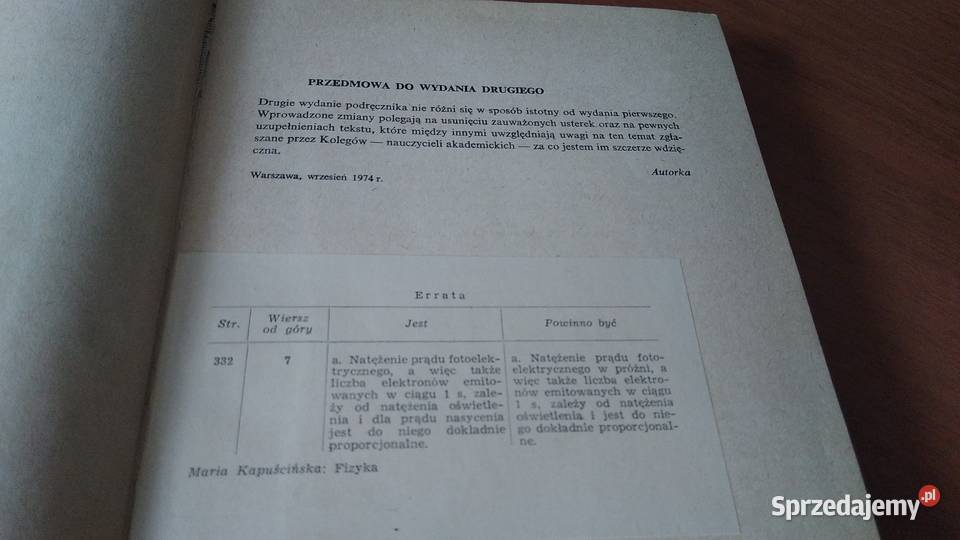 PRZEDMOWA DO WYDANIA DRUGIEGO
Drugie wydanie podręcznika nie różni się w sposób istotny od wydania pierwszego.
Wprowadzone zmiany polegają na usunięciu zauważonych usterek oraz na pewnych
uzupełnieniach tekstu, które między innymi uwzględniają uwagi na ten temat zgła-
szane przez Kolegów — nauczycieli akademickich — za co jestem im szczerze wdzię-
czna.
Warszawa, wrzesień 1974 r.
Autorka
Errata
Str.
Wiersz
od góry
Jest
Powinno być
332
7
a. Natężenie prądu fotoelek-
trycznego, a więc także
liczba elektronów emito-
wanych w ciągu 1 s, zale-
ży od natężenia oświetle-
nia i dla prądu nasycenia
jest do niego dokładnie
proporcjonalne.
a. Natężenie prądu foto-
elektrycznego w próżni, a
więc także liczba elektro-
nów emitowanych w ciągu
1 s, zależy od natężenia
oświetlenia i jest do nie-
go dokładnie proporcjonal-
ne.
Maria Kapuścińska: Fizyka
Sprzedajemy.pl